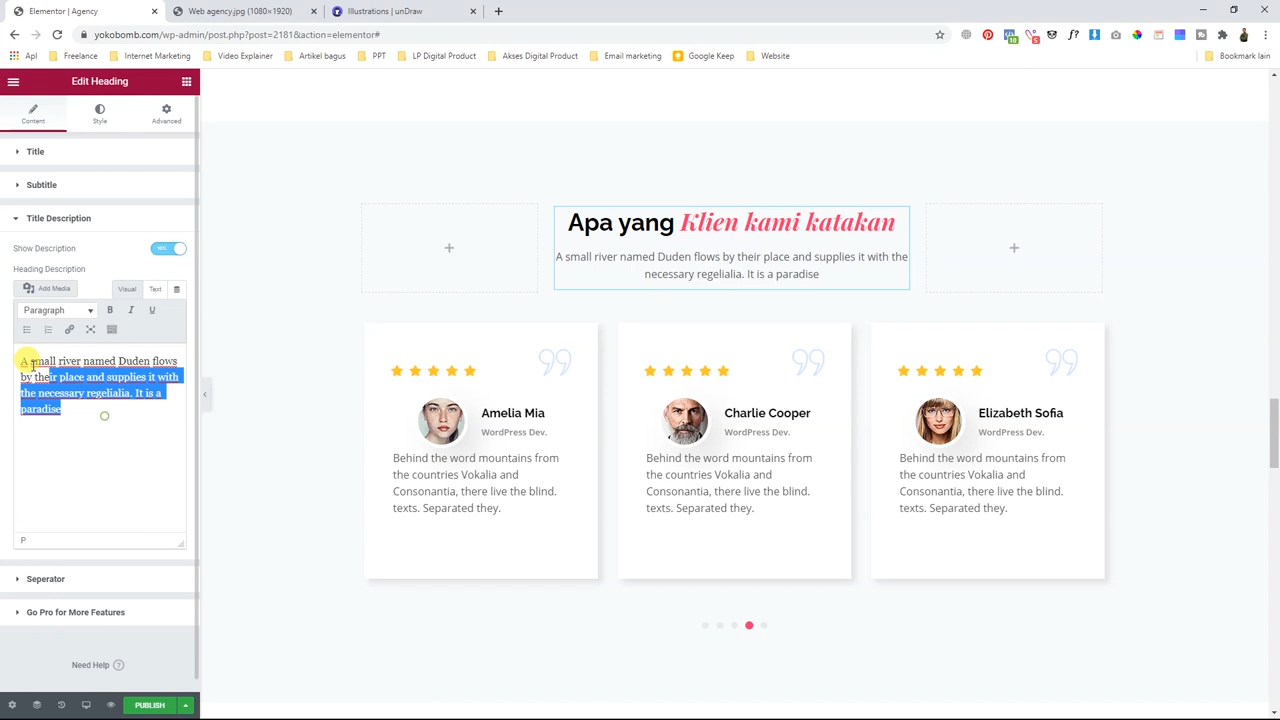 Elementor | Agency
Web agency.jpg (1080×1920)
Illustrations | unDraw
yokobomb.com/wp-admin/post.php?post=2181&action=elementor#
Apl
Freelance
Internet Marketing
Video Explainer
Artikel bagus
PPT
LP Digital Product
Akses Digital Product
Email marketing
Google Keep
Website
Bookmark lain
Edit Heading
Content
Style
Advanced
Title
Subtitle
Title Description
Show Description
Heading Description
Add Media
Visual
Text
Paragraph
B I U
A small river named Duden flows
by their place and supplies it with
the necessary regelialia. It is a
paradise
P
Seperator
Go Pro for More Features
Need Help ?
PUBLISH
Apa yang Klien kami katakan
A small river named Duden flows by their place and supplies it with the
necessary regelialia. It is a paradise
Amelia Mia
WordPress Dev.
Behind the word mountains from
the countries Vokalia and
Consonantia, there live the blind.
texts. Separated they.
Charlie Cooper
WordPress Dev.
Behind the word mountains from
the countries Vokalia and
Consonantia, there live the blind.
texts. Separated they.
Elizabeth Sofia
WordPress Dev.
Behind the word mountains from
the countries Vokalia and
Consonantia, there live the blind.
texts. Separated they.